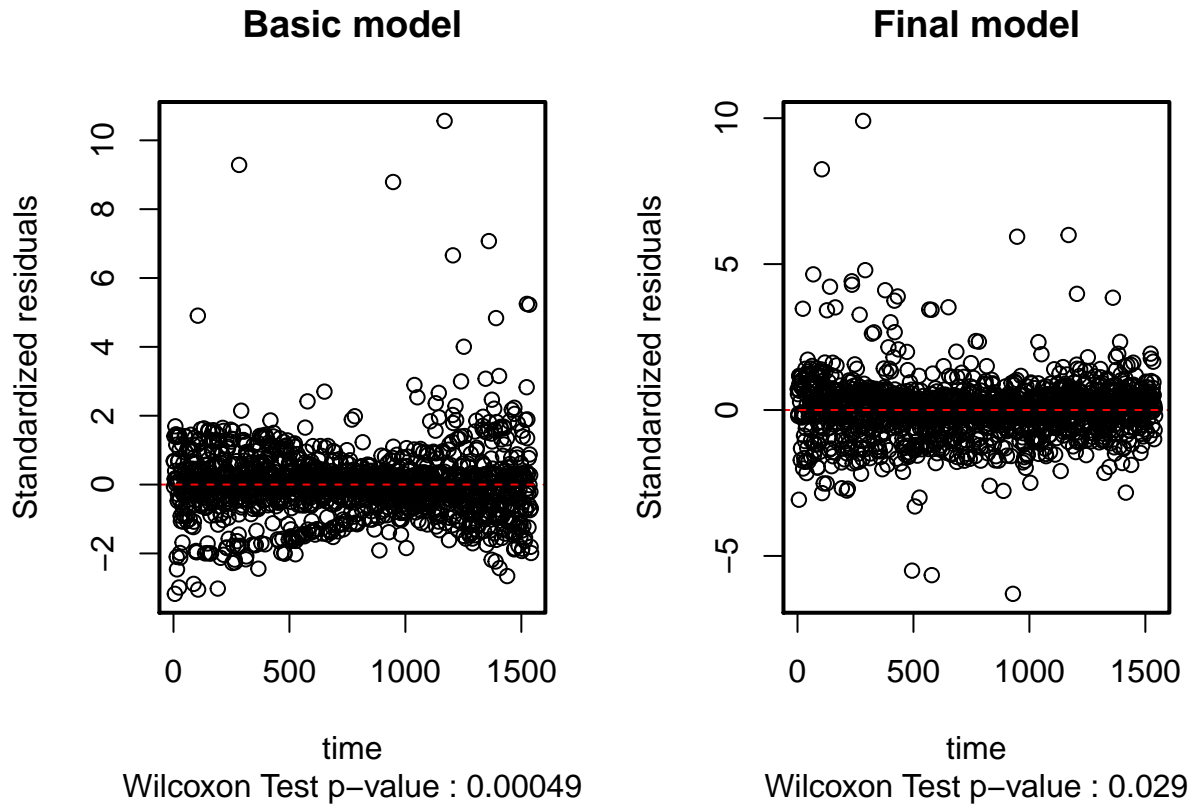 Basic model
Standardized residuals
10
8
6
4
2
0
−2
0 500 1000 1500
time
Wilcoxon Test p−value : 0.00049
Final model
Standardized residuals
10
5
0
−5
0 500 1000 1500
time
Wilcoxon Test p−value : 0.029